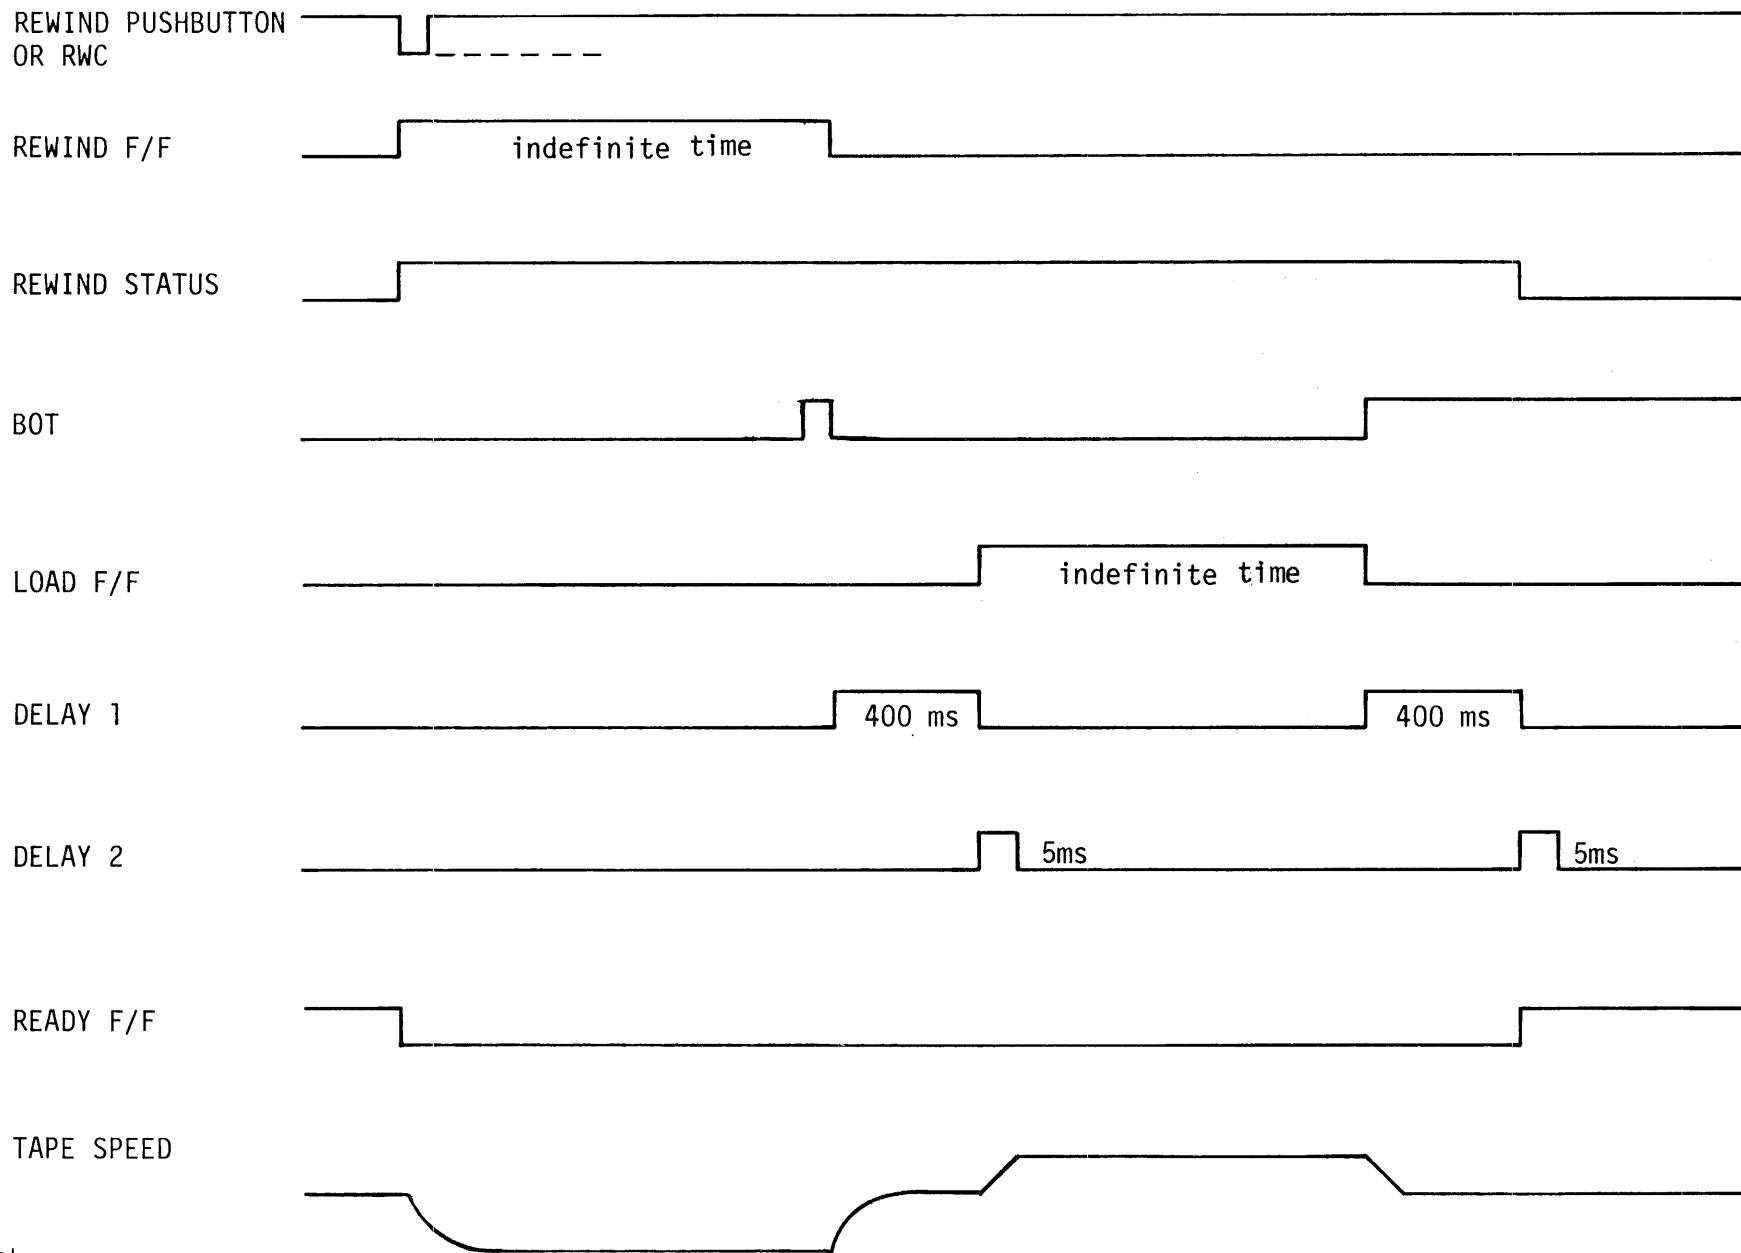 REWIND PUSHBUTTON
OR RWC
REWIND F/F
indefinite time
REWIND STATUS
BOT
LOAD F/F
indefinite time
DELAY 1
400 ms
400 ms
DELAY 2
5ms
5ms
READY F/F
TAPE SPEED